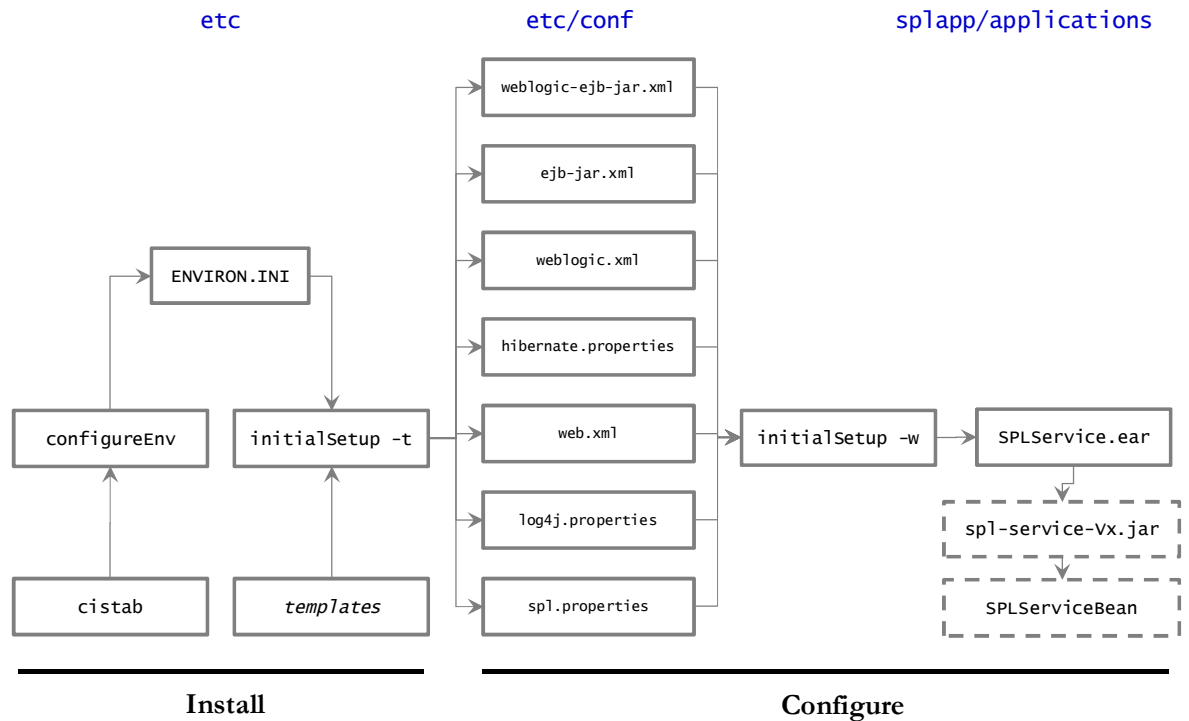 etc
etc/conf
splapp/applications
weblogic-ejb-jar.xml
ejb-jar.xml
weblogic.xml
ENVIRON.INI
hibernate.properties
configureEnv
initialSetup -t
web.xml
initialSetup -w
SPLService.ear
log4j.properties
spl-service-Vx.jar
cistab
templates
spl.properties
SPLServiceBean
Install
Configure